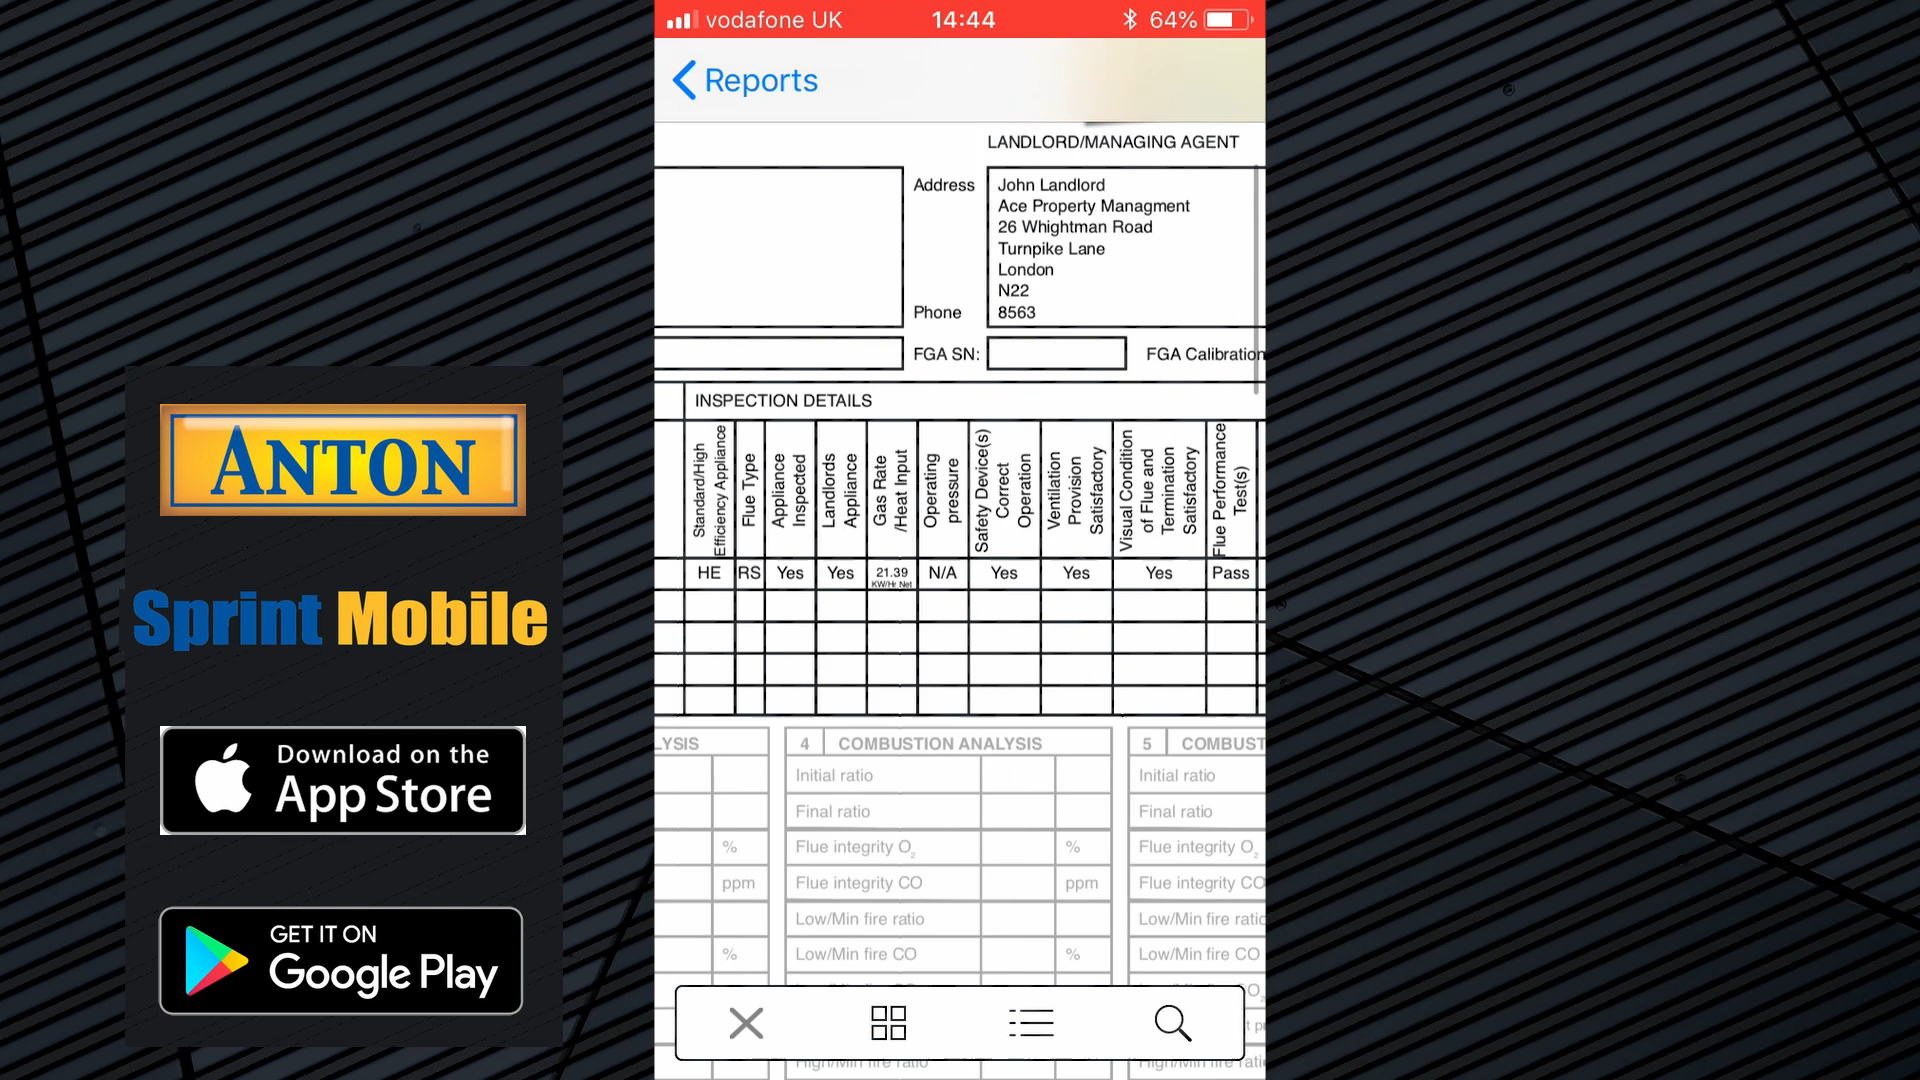 vodafone UK
14:44
64%
Reports
LANDLORD/MANAGING AGENT
Address
John Landlord
Ace Property Managment
26 Whightman Road
Turnpike Lane
London
N22
Phone
8563
FGA SN:
FGA Calibration
INSPECTION DETAILS
Standard/High
Efficiency Appliance
Flue Type
Appliance
Inspected
Landlords
Appliance
Gas Rate
/Heat Input
Operating
pressure
Safety Device(s)
Correct
Operation
Ventilation
Provision
Satisfactory
Visual Condition
of Flue and
Termination
Satisfactory
Flue Performance
Test(s)
HE
RS
Yes
Yes
21.39
KW/Hr Net
N/A
Yes
Yes
Yes
Pass
LYSIS
%
ppm
%
4
COMBUSTION ANALYSIS
Initial ratio
Final ratio
Flue integrity O₂
%
Flue integrity CO
ppm
Low/Min fire ratio
Low/Min fire CO
%
High/Min fire ratio
5
COMBUST
Initial ratio
Final ratio
Flue integrity O₂
Flue integrity CO
Low/Min fire ratio
Low/Min fire CO
ANTON
Sprint Mobile
Download on the
App Store
GET IT ON
Google Play